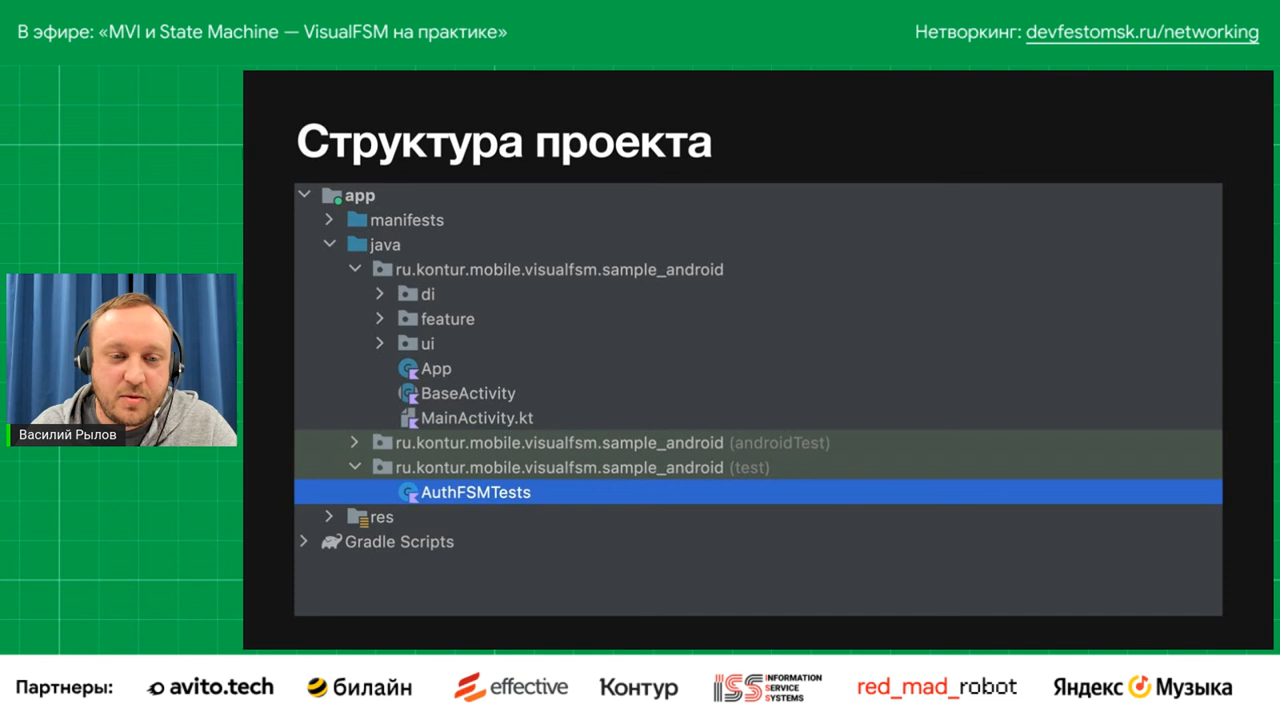 В эфире: «MVI и State Machine — VisualFSM на практике»
Нетворкинг: devfestomsk.ru/networking
Структура проекта
app
manifests
java
ru.kontur.mobile.visualfsm.sample_android
di
feature
ui
App
BaseActivity
MainActivity.kt
ru.kontur.mobile.visualfsm.sample_android (androidTest)
ru.kontur.mobile.visualfsm.sample_android (test)
AuthFSMTests
res
Gradle Scripts
Василий Рылов
Партнеры: avito.tech билайн effective Контур ISS INFORMATION SERVICE SYSTEMS red_mad_robot Яндекс Музыка